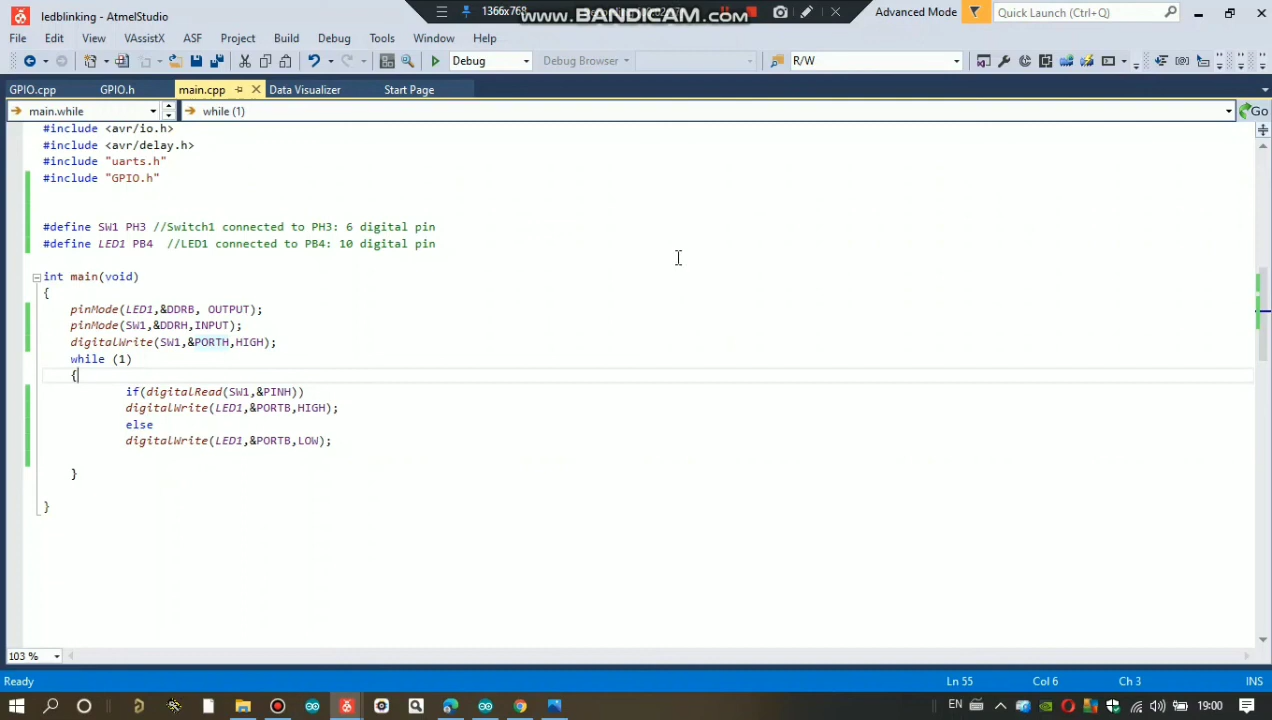 ledblinking - AtmelStudio
1366x768
www.BANDICAM.com
Advanced Mode
Quick Launch (Ctrl+Q)
File Edit View VAssistX ASF Project Build Debug Tools Window Help
Debug
Debug Browser
R/W
GPIO.cpp GPIO.h main.cpp Data Visualizer Start Page
main.while
while (1)
Go
#include <avr/io.h>
#include <avr/delay.h>
#include "uarts.h"
#include "GPIO.h"
#define SW1 PH3 //Switch1 connected to PH3: 6 digital pin
#define LED1 PB4 //LED1 connected to PB4: 10 digital pin
int main(void)
{
pinMode(LED1,&DDRB, OUTPUT);
pinMode(SW1,&DDRH,INPUT);
digitalWrite(SW1,&PORTH,HIGH);
while (1)
{
if(digitalRead(SW1,&PINH))
digitalWrite(LED1,&PORTB,HIGH);
else
digitalWrite(LED1,&PORTB,LOW);
}
}
103 %
Ready
Ln 55
Col 6
Ch 3
INS
EN
19:00